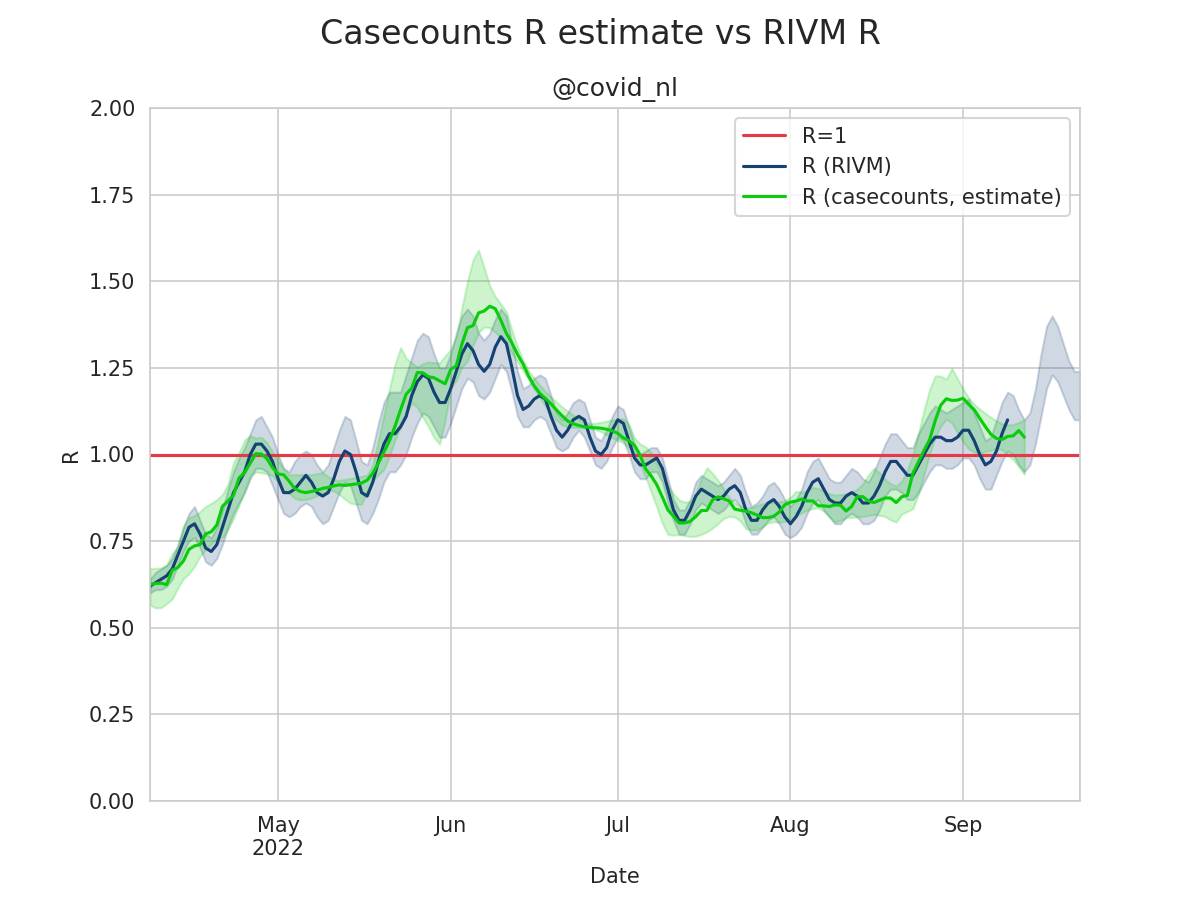 Casecounts R estimate vs RIVM R
@covid_nl
R=1
R (RIVM)
R (casecounts, estimate)
2.00
1.75
1.50
1.25
1.00
0.75
0.50
0.25
0.00
R
May Jun Jul Aug Sep
2022
Date